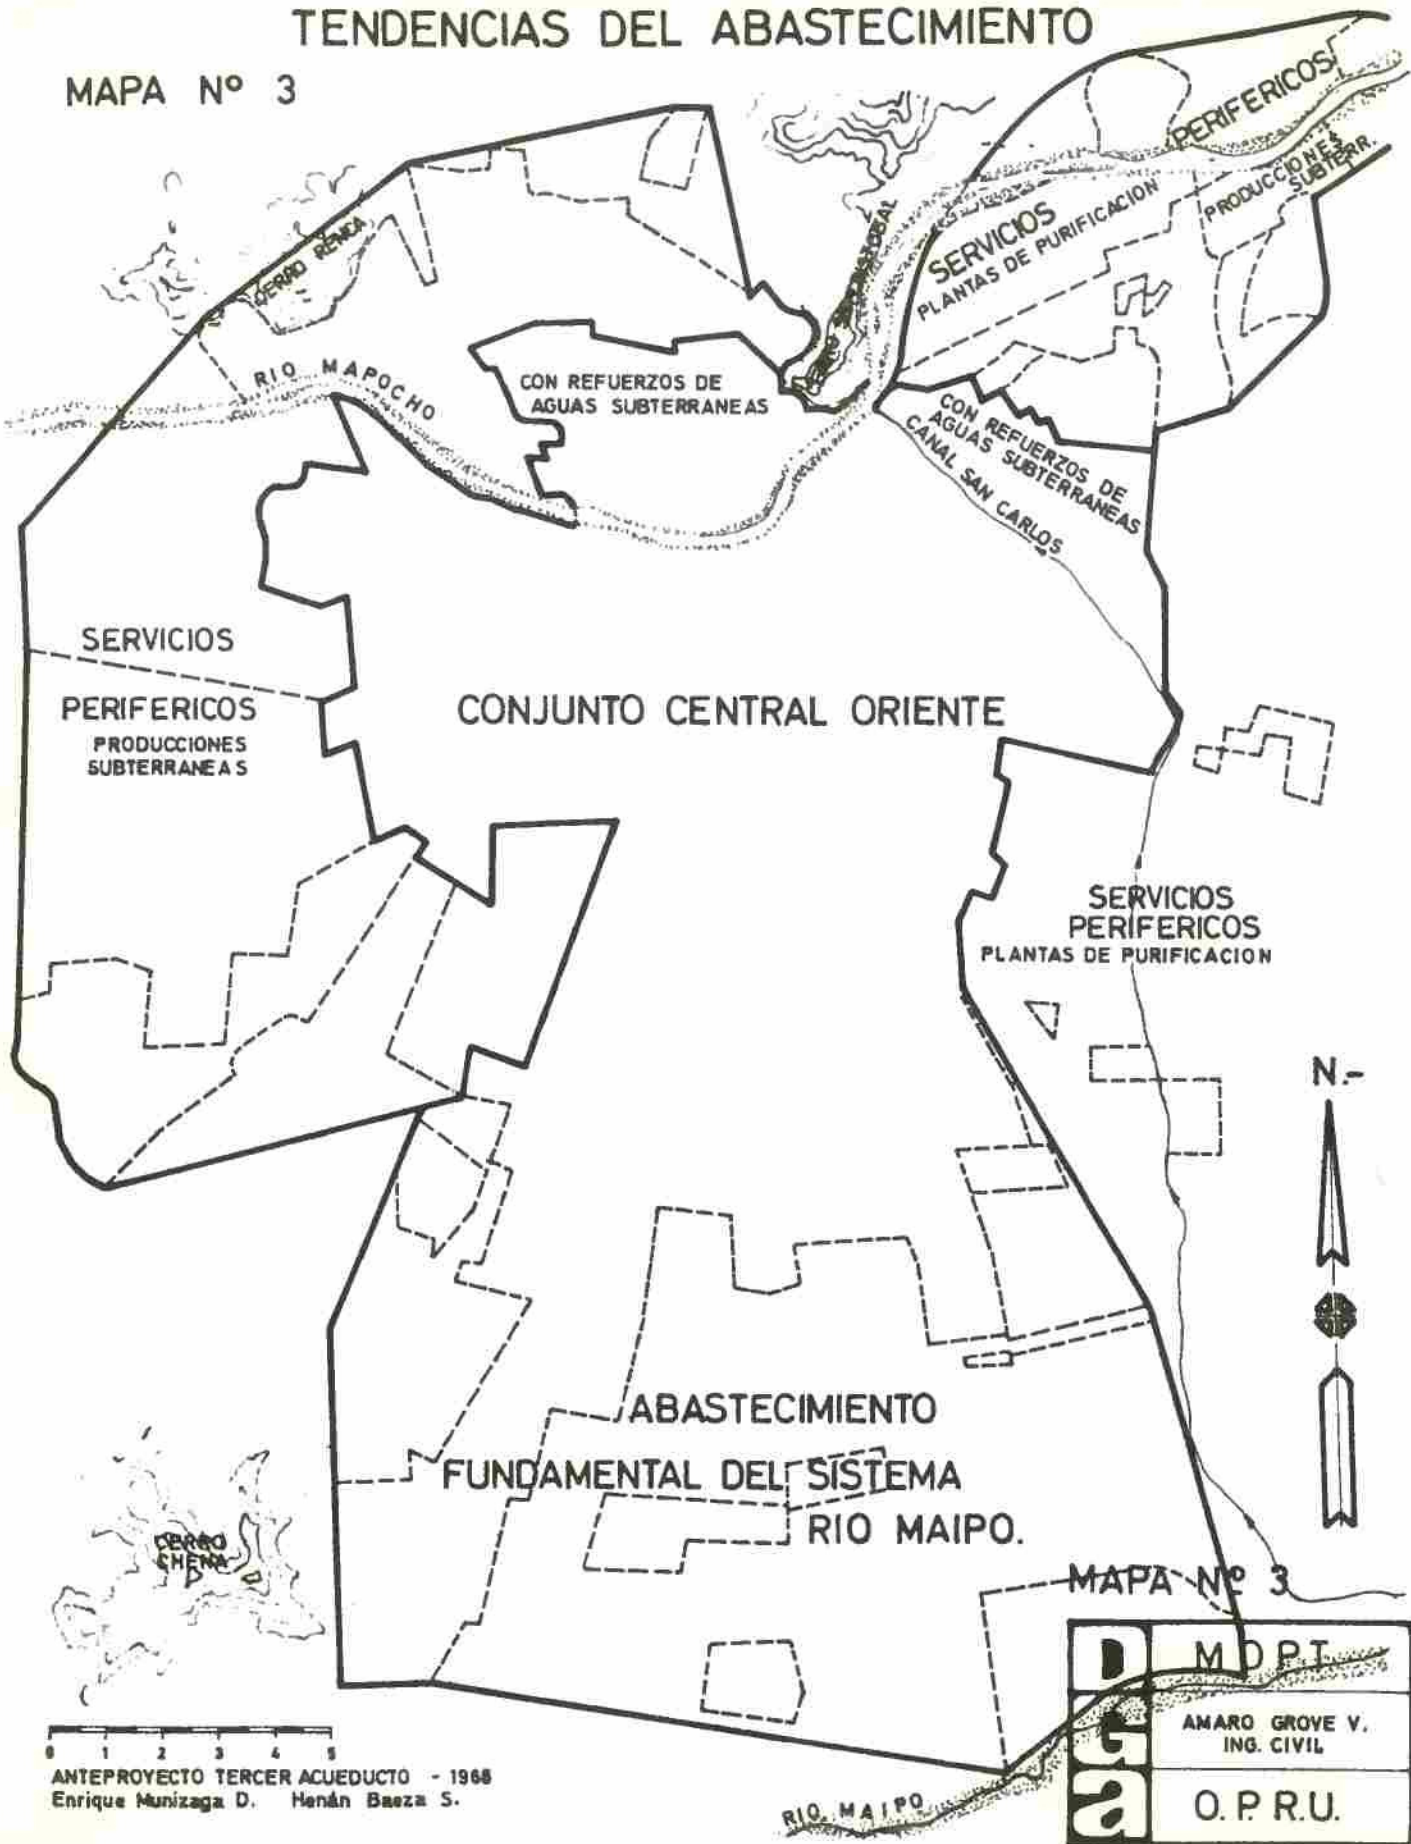 TENDENCIAS DEL ABASTECIMIENTO
MAPA Nº 3
PERIFERICOS
PRODUCCIONES
SUBTERR.
SERVICIOS
PLANTAS DE PURIFICACION
CERRO RENCA
RIO MAPOCHO
CON REFUERZOS DE
AGUAS SUBTERRANEAS
CON REFUERZOS DE
AGUAS SUBTERRANEAS
CANAL SAN CARLOS
SERVICIOS
PERIFERICOS
PRODUCCIONES
SUBTERRANEAS
CONJUNTO CENTRAL ORIENTE
SERVICIOS
PERIFERICOS
PLANTAS DE PURIFICACION
N.-
ABASTECIMIENTO
FUNDAMENTAL DEL SISTEMA
RIO MAIPO.
CERRO
CHENA
MAPA Nº 3
DGa
M O P T
AMARO GROVE V.
ING. CIVIL
O. P. R. U.
0 1 2 3 4 5
ANTEPROYECTO TERCER ACUEDUCTO - 1968
Enrique Munizaga D. Henán Baeza S.
RIO MAIPO